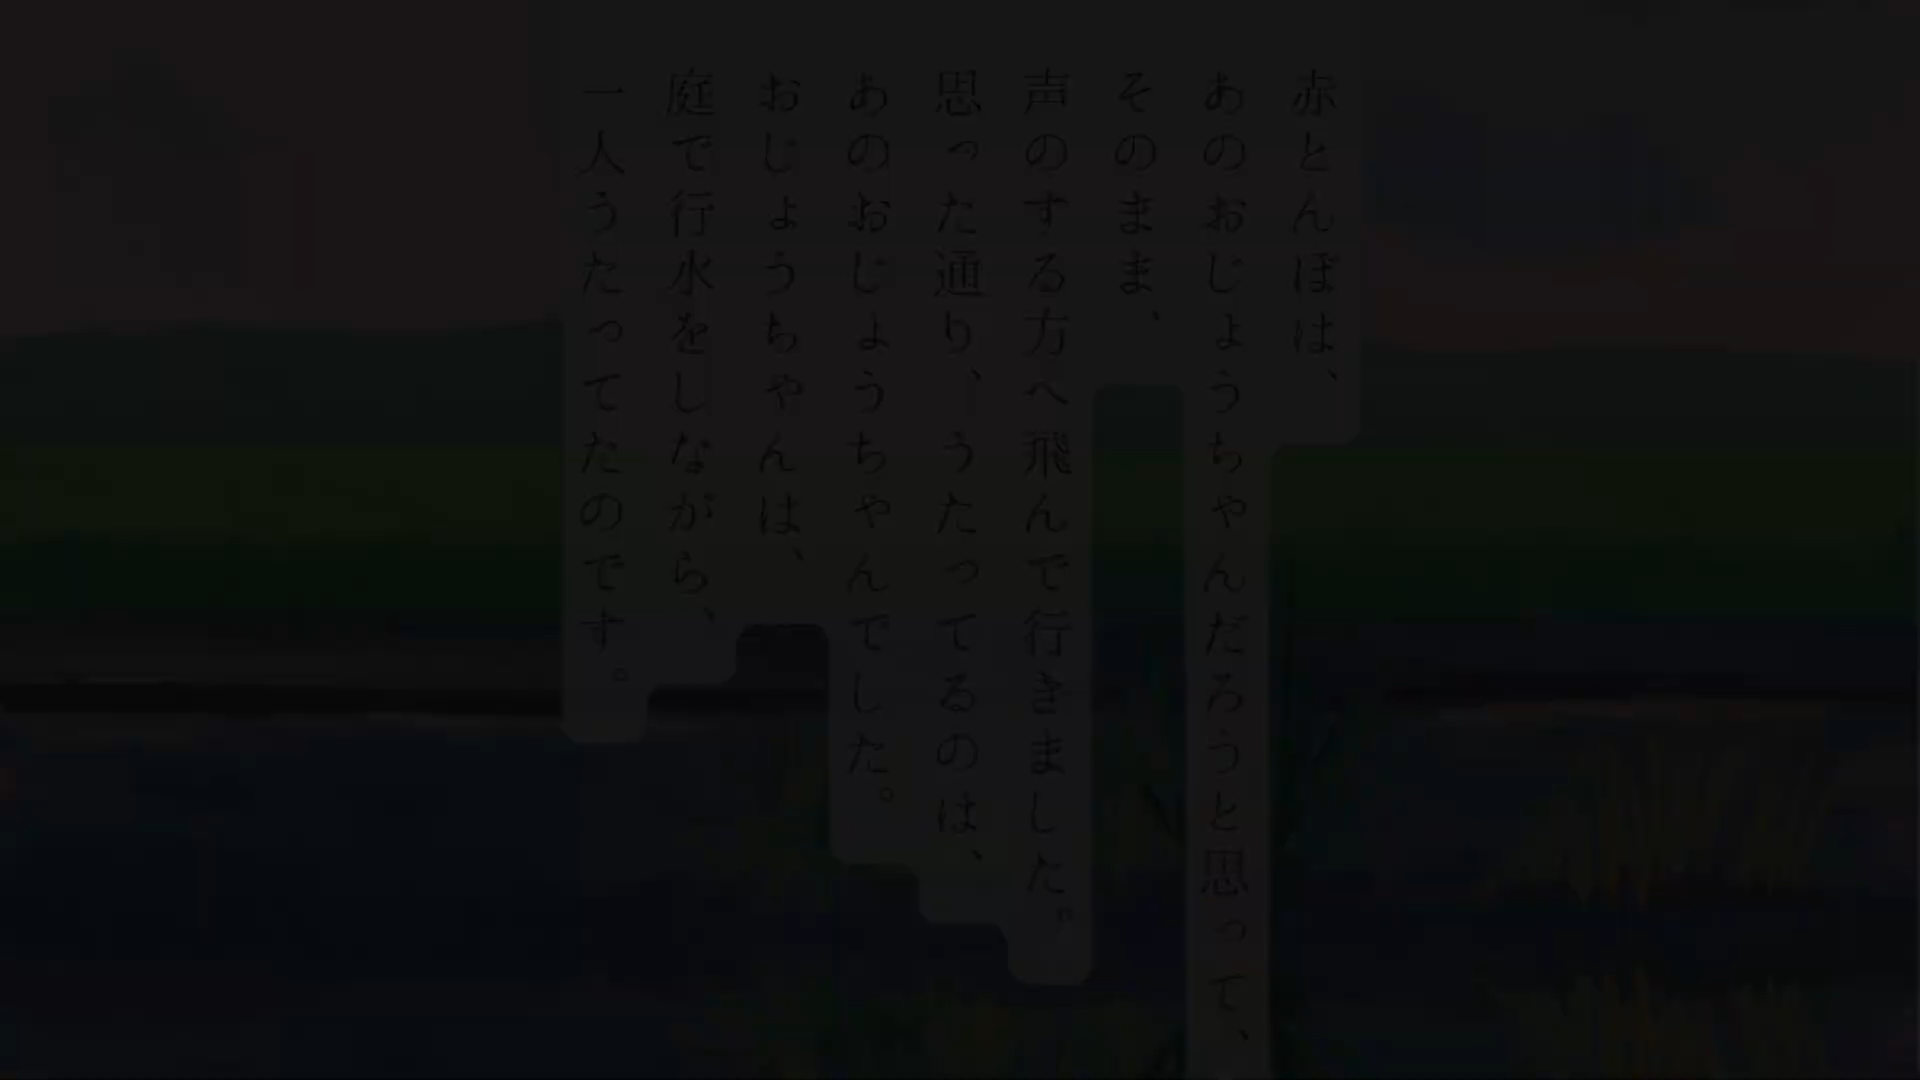 赤とんぼは、
あのおじょうちゃんだろうと思って、
そのまま、
声のする方へ飛んで行きました。
思った通り、うたってるのは、
あのおじょうちゃんでした。
おじょうちゃんは、
庭で行水をしながら、
一人うたってたのです。